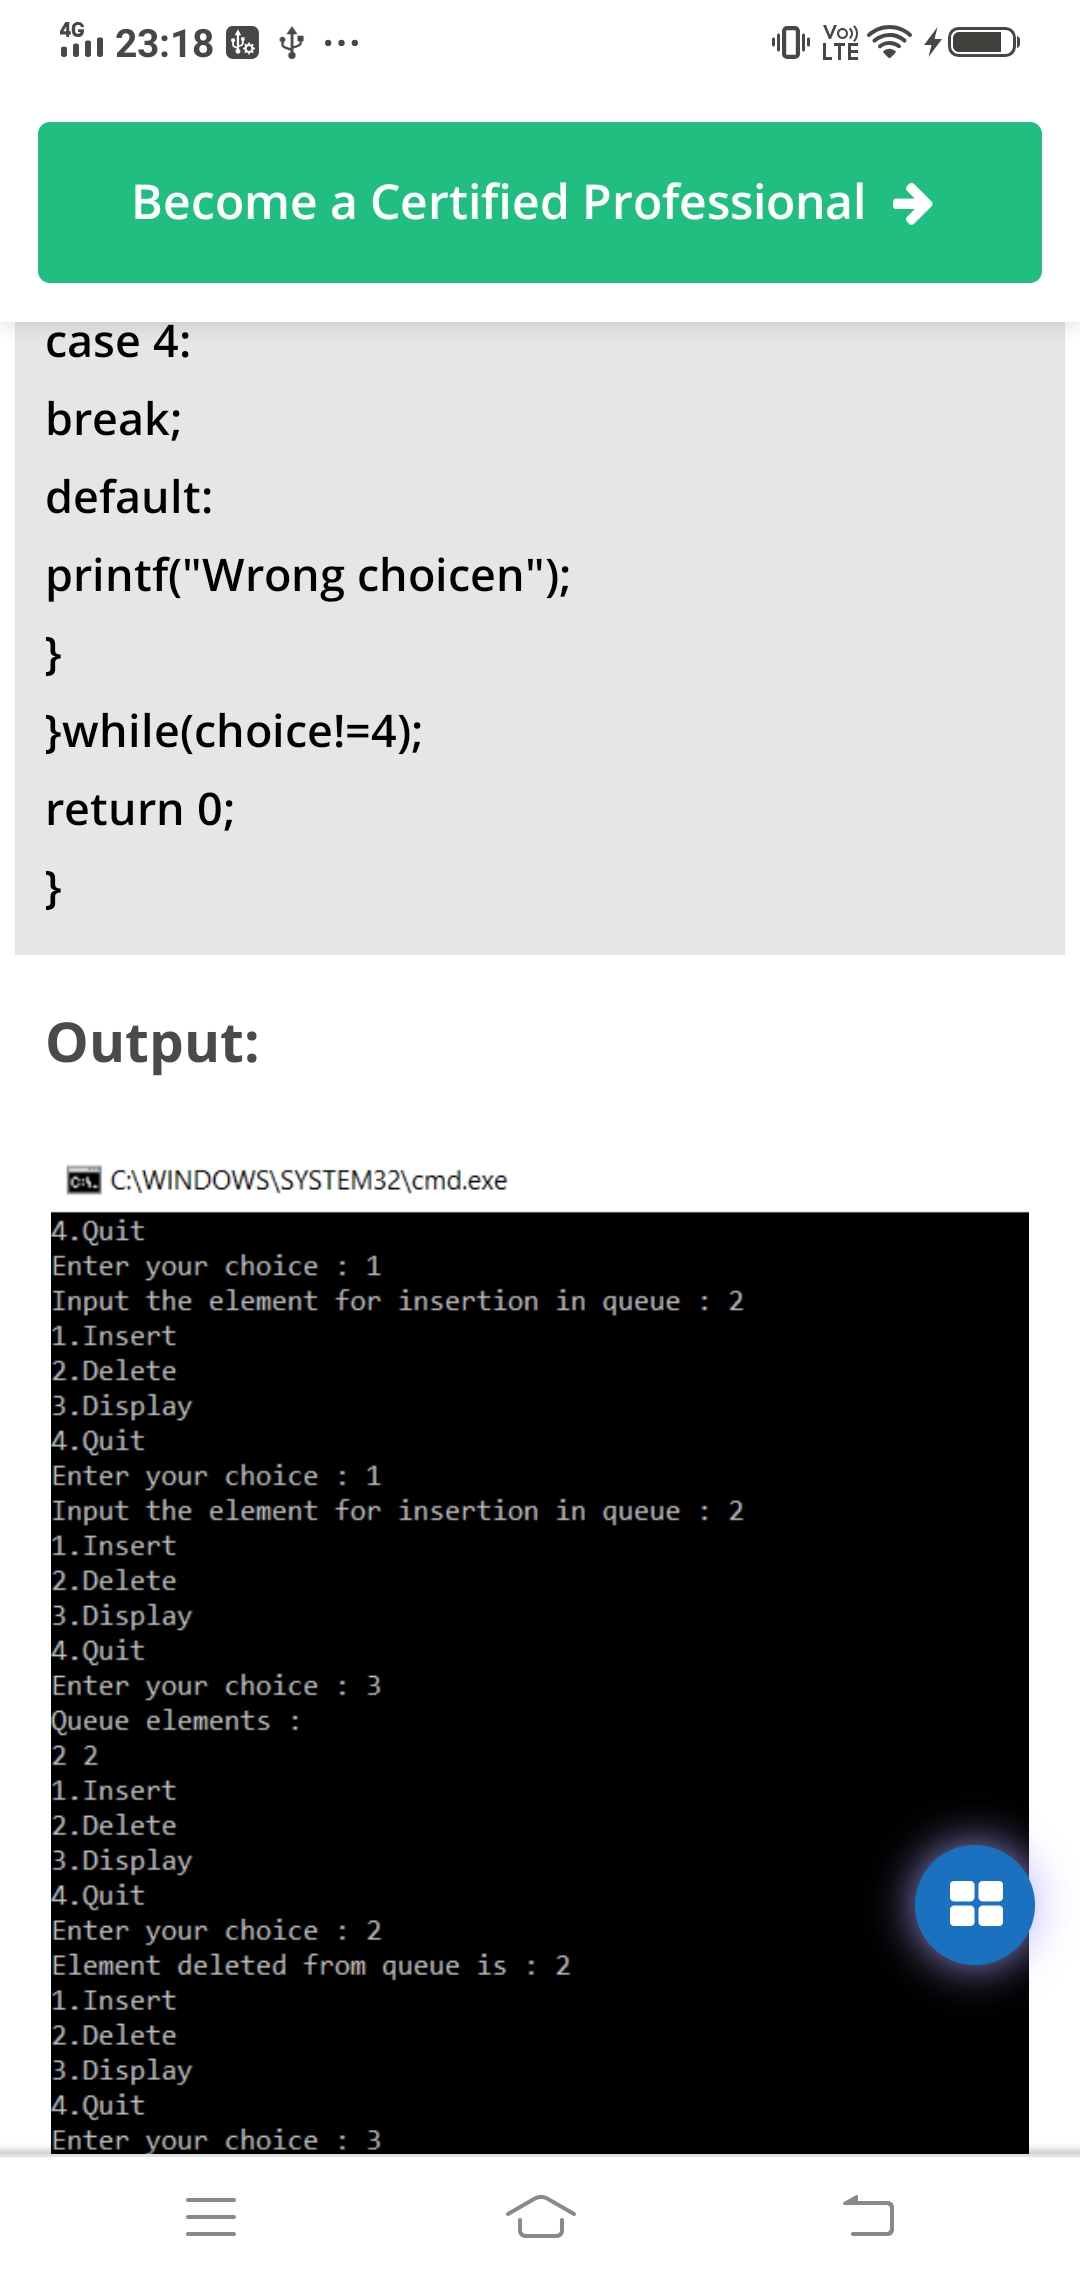 4G 23:18 Vo)) LTE
Become a Certified Professional
case 4:
break;
default:
printf("Wrong choicen");
}
}while(choice!=4);
return 0;
}
Output:
C:\WINDOWS\SYSTEM32\cmd.exe
4.Quit
Enter your choice : 1
Input the element for insertion in queue : 2
1.Insert
2.Delete
3.Display
4.Quit
Enter your choice : 1
Input the element for insertion in queue : 2
1.Insert
2.Delete
3.Display
4.Quit
Enter your choice : 3
Queue elements :
2 2
1.Insert
2.Delete
3.Display
4.Quit
Enter your choice : 2
Element deleted from queue is : 2
1.Insert
2.Delete
3.Display
4.Quit
Enter your choice : 3